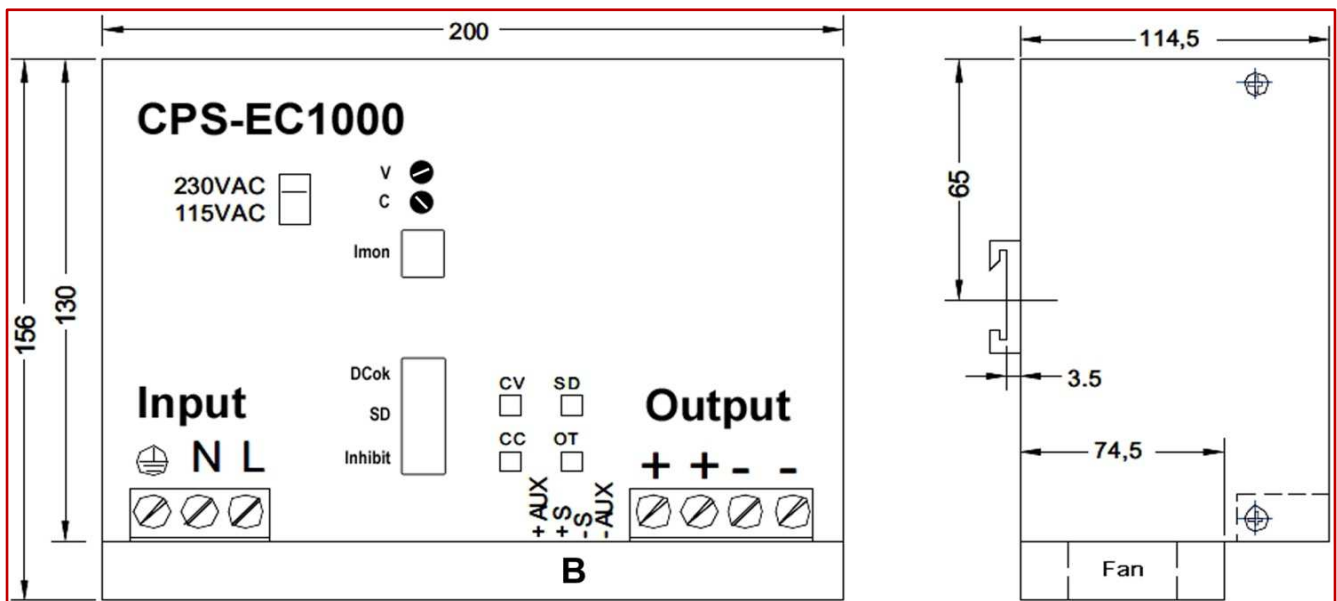 200
114,5
CPS-EC1000
V
230VAC
C
115VAC
Imon
65
130
156
3.5
DCok
CV SD
Input
SD
Output
CC OT
N L
Inhibit
+ + - -
74,5
+ AUX
+ S
- S
- AUX
B
Fan